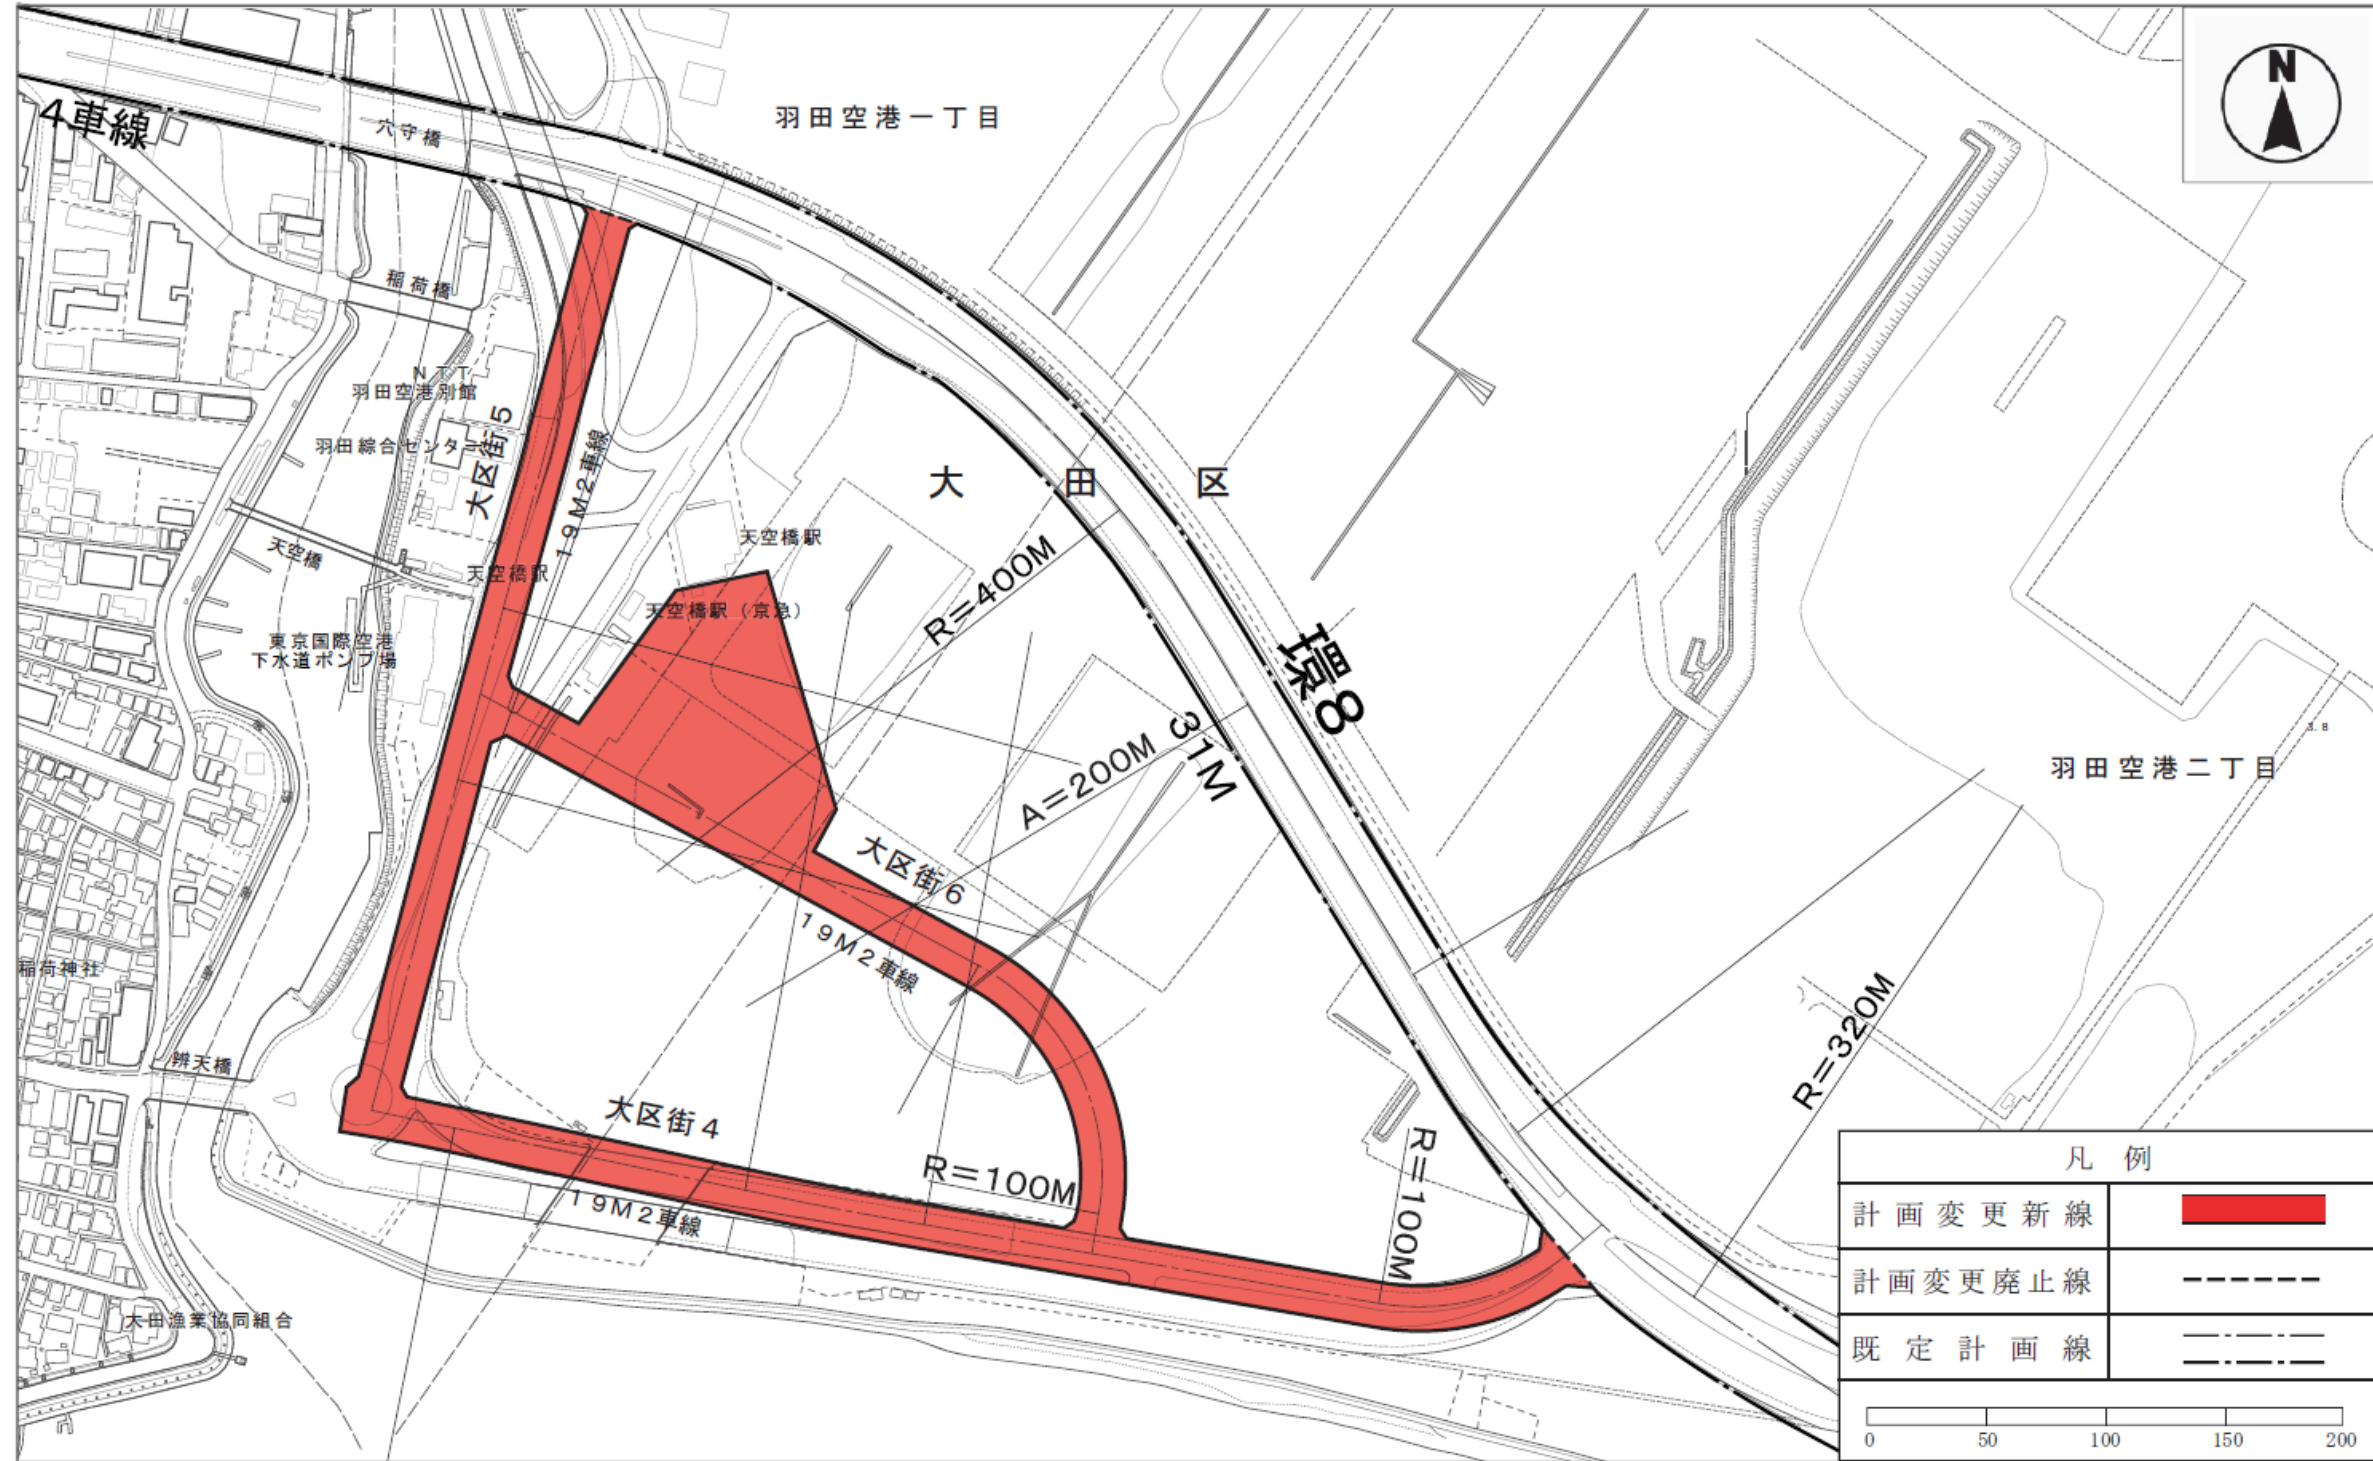 N
4車線
穴守橋
羽田空港一丁目
稲荷橋
NTT
羽田空港別館
羽田綜合センター
大区街5
19M2車線
大田区
天空橋
天空橋駅
天空橋駅
天空橋駅（京急）
R=400M
東京国際空港
下水道ポンプ場
環8
31M
A=200M
3.8
羽田空港二丁目
大区街6
19M2車線
稲荷神社
R=320M
辨天橋
大区街4
R=100M
R=100M
19M2車線
大田漁業協同組合
凡例
計画変更新線
計画変更廃止線
既定計画線
0 50 100 150 200